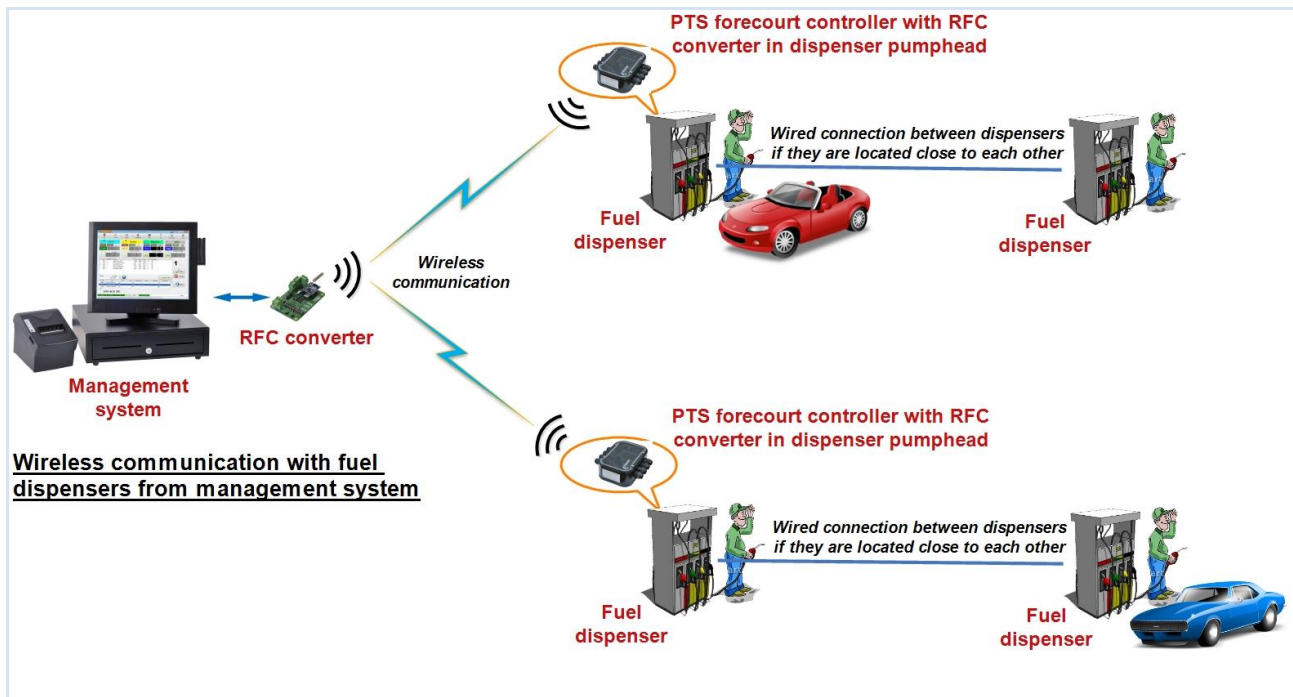 PTS forecourt controller with RFC
converter in dispenser pumphead
Wired connection between dispensers
if they are located close to each other
Fuel
dispenser
Fuel
dispenser
Wireless
communication
RFC converter
Management
system
PTS forecourt controller with RFC
converter in dispenser pumphead
Wireless communication with fuel
dispensers from management system
Wired connection between dispensers
if they are located close to each other
Fuel
dispenser
Fuel
dispenser